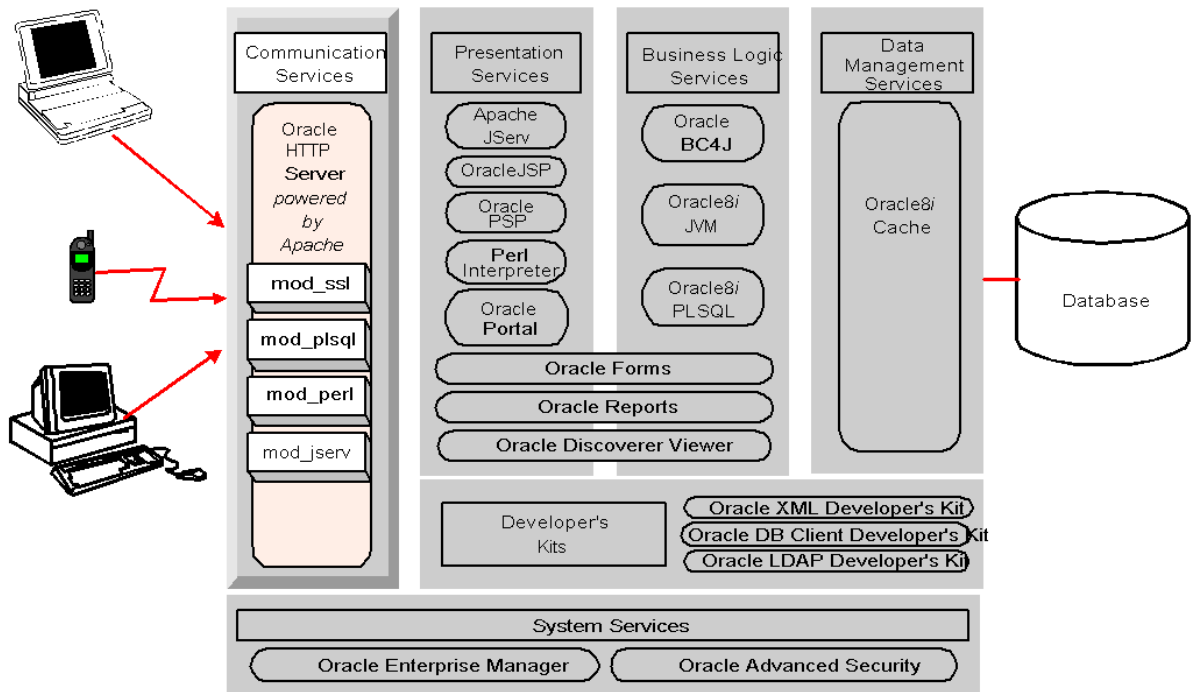 Communication
Services
Oracle
HTTP
Server
powered
by
Apache
mod_ssl
mod_plsql
mod_perl
mod_jserv
Presentation
Services
Apache
JServ
OracleJSP
Oracle
PSP
Perl
Interpreter
Oracle
Portal
Business Logic
Services
Oracle
BC4J
Oracle8i
JVM
Oracle8i
PLSQL
Oracle Forms
Oracle Reports
Oracle Discoverer Viewer
Data
Management
Services
Oracle8i
Cache
Database
Developer's
Kits
Oracle XML Developer's Kit
Oracle DB Client Developer's Kit
Oracle LDAP Developer's Kit
System Services
Oracle Enterprise Manager
Oracle Advanced Security